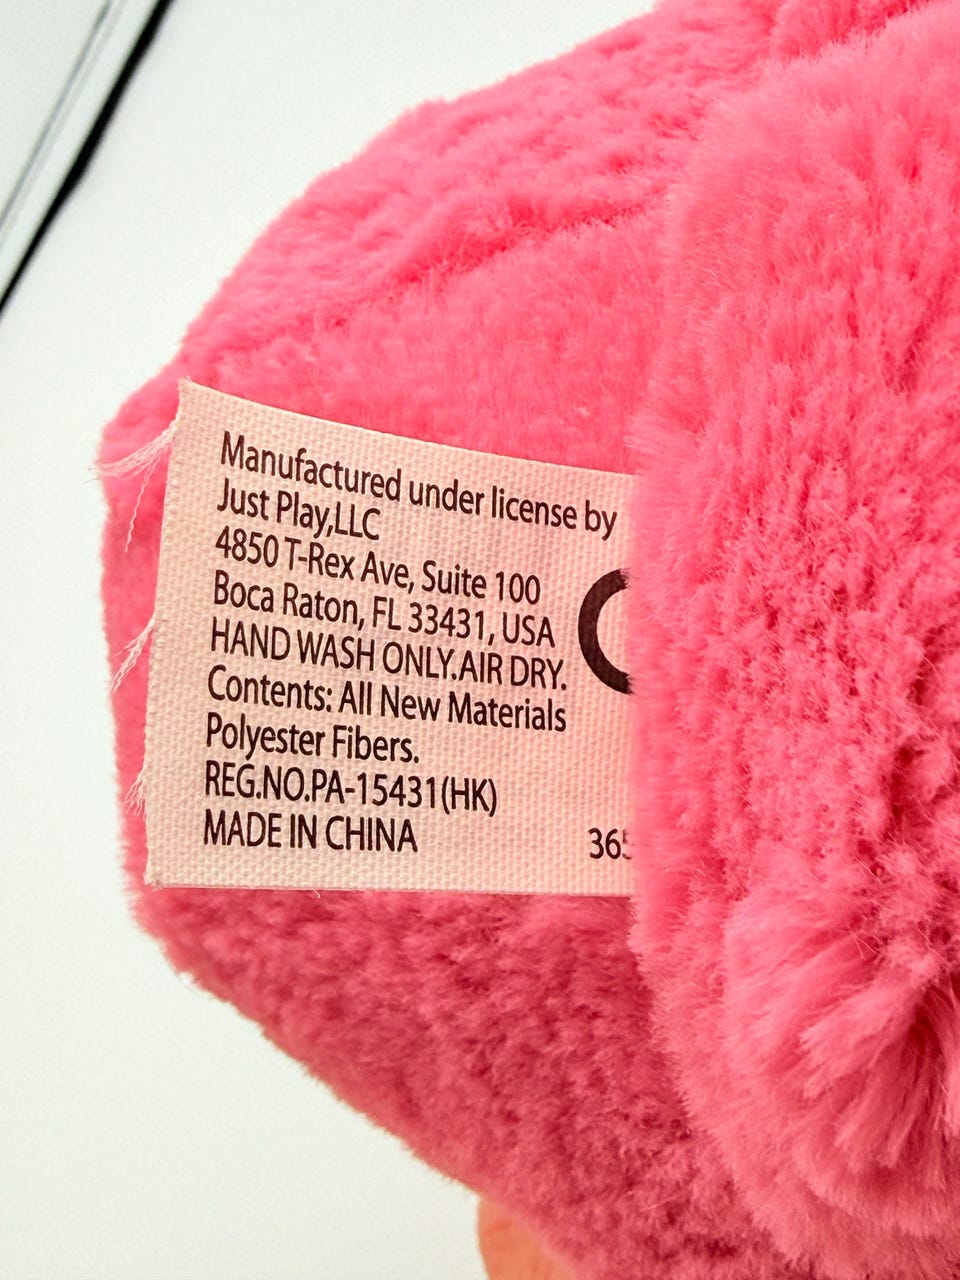 Manufactured under license by
Just Play,LLC
4850 T-Rex Ave, Suite 100
Boca Raton, FL 33431, USA
HAND WASH ONLY.AIR DRY.
Contents: All New Materials
Polyester Fibers.
REG.NO.PA-15431(HK)
MADE IN CHINA